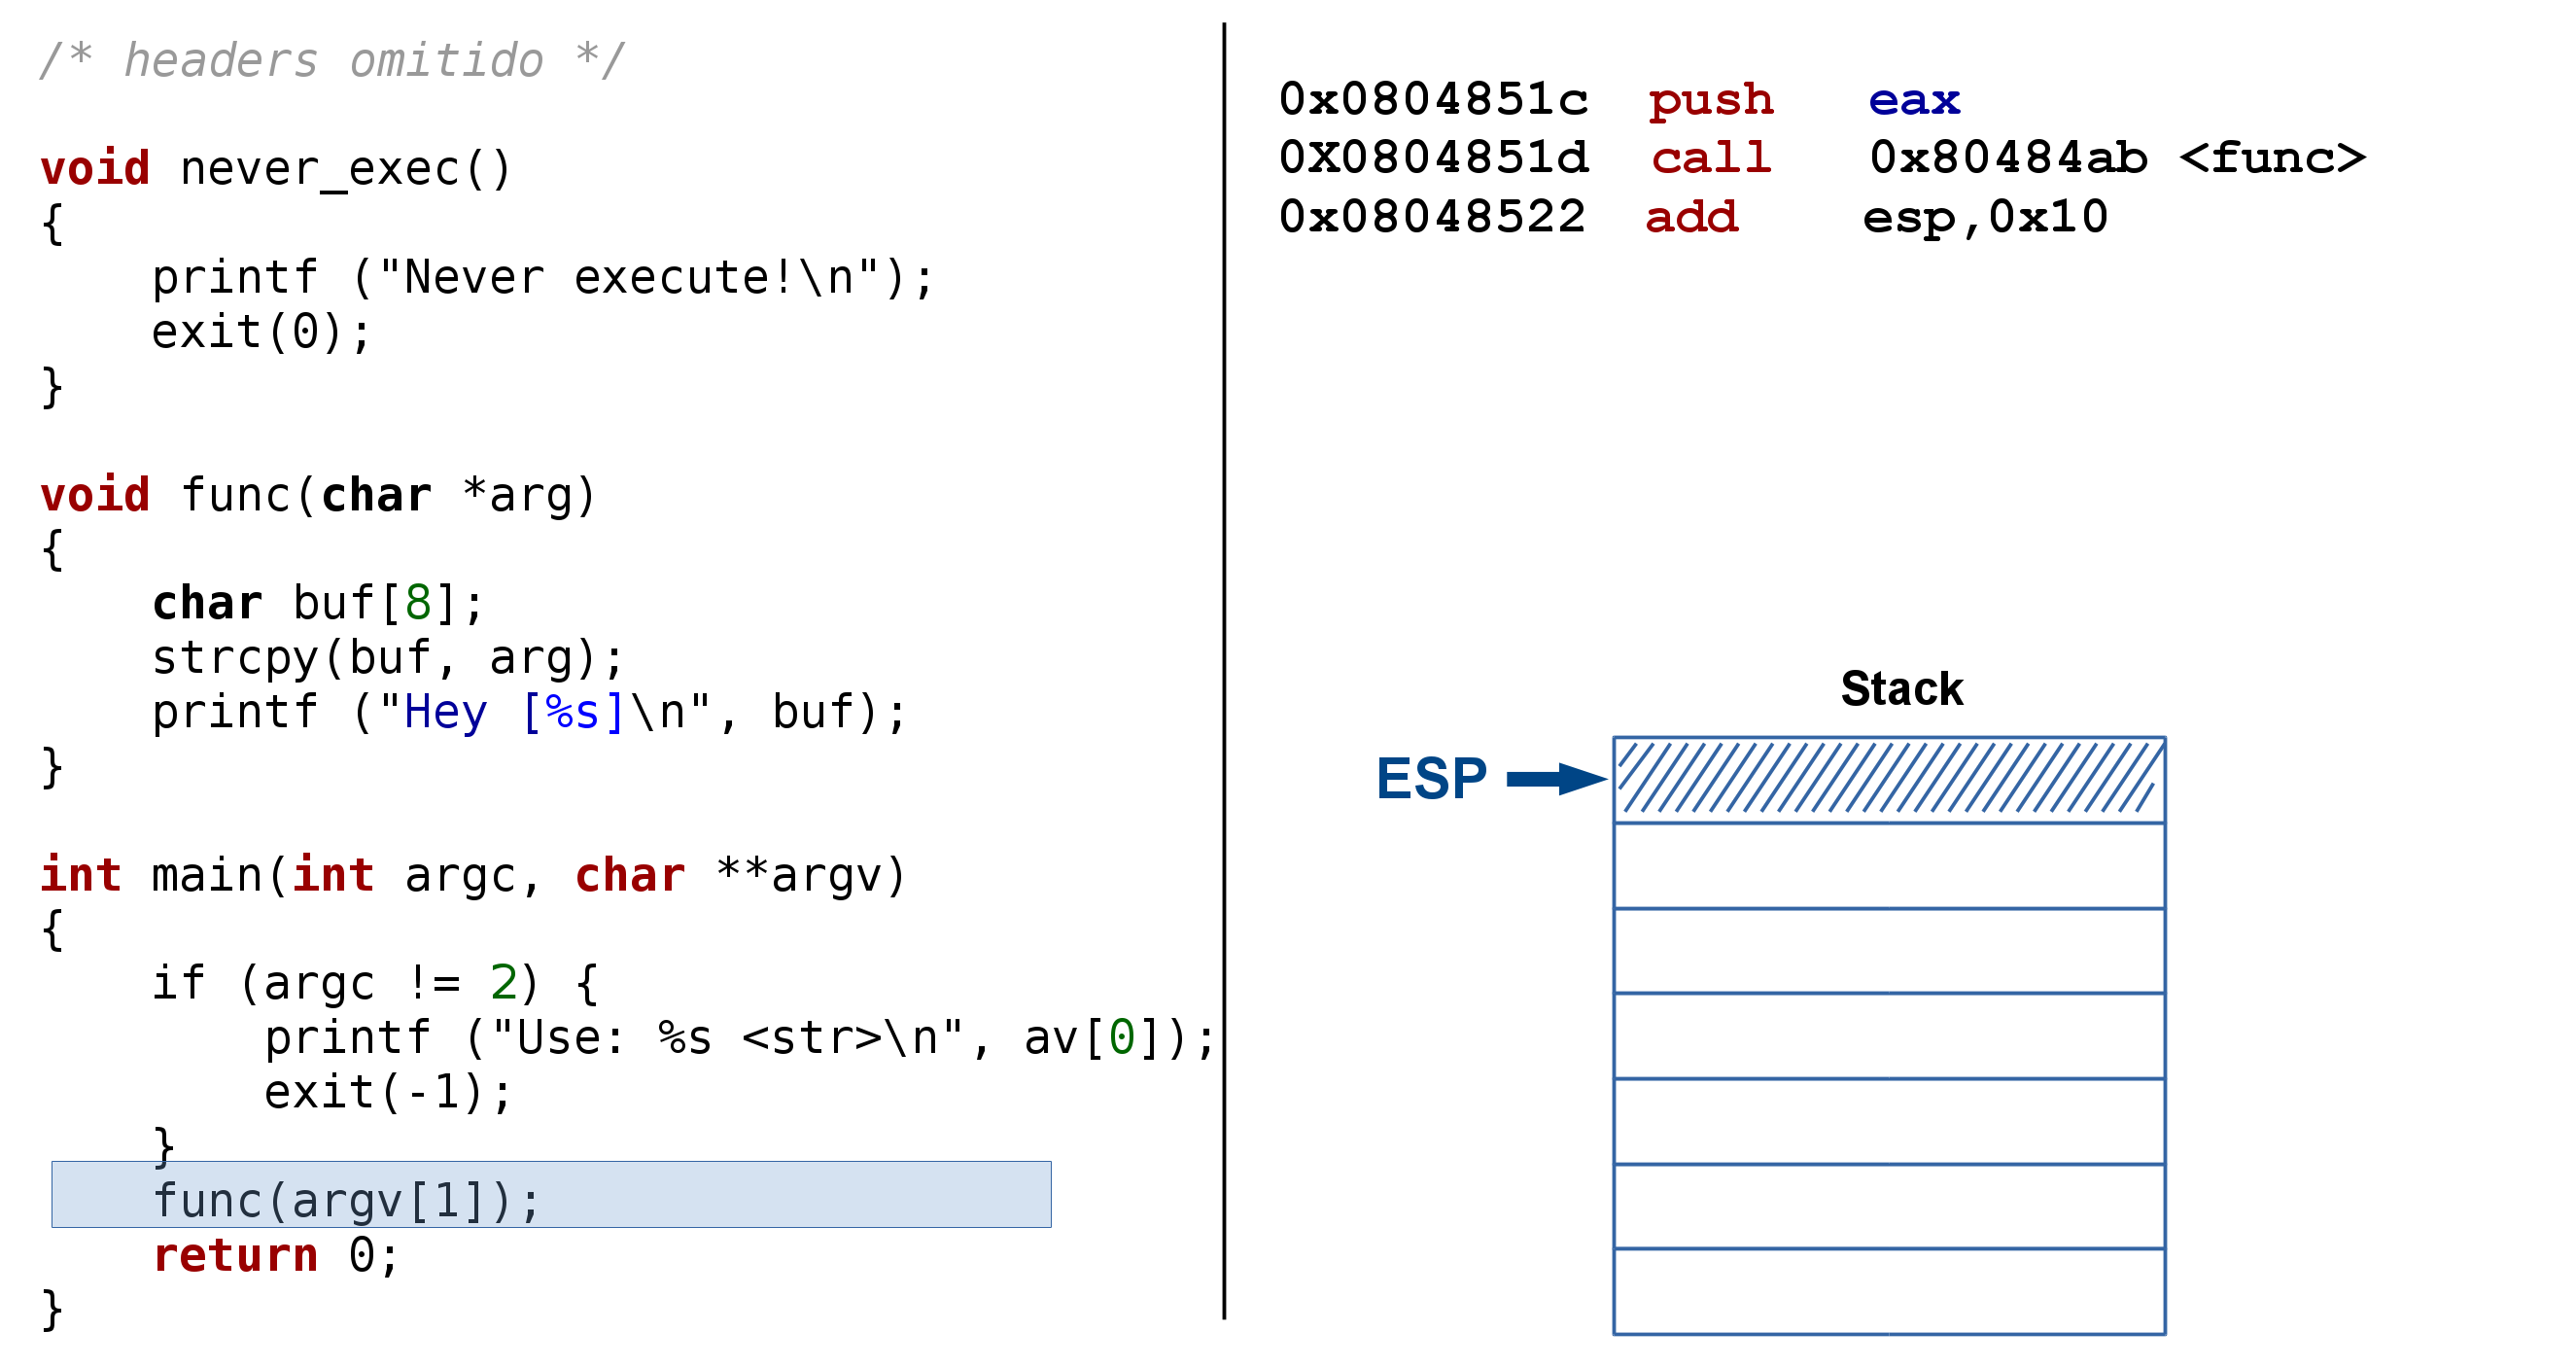 /* headers omitido */
void never_exec()
{
    printf ("Never execute!\n");
    exit(0);
}
void func(char *arg)
{
    char buf[8];
    strcpy(buf, arg);
    printf ("Hey [%s]\n", buf);
}
int main(int argc, char **argv)
{
    if (argc != 2) {
        printf ("Use: %s <str>\n", av[0]);
        exit(-1);
    }
    func(argv[1]);
    return 0;
}
0x0804851c push eax
0X0804851d call 0x80484ab <func>
0x08048522 add esp,0x10
Stack
ESP